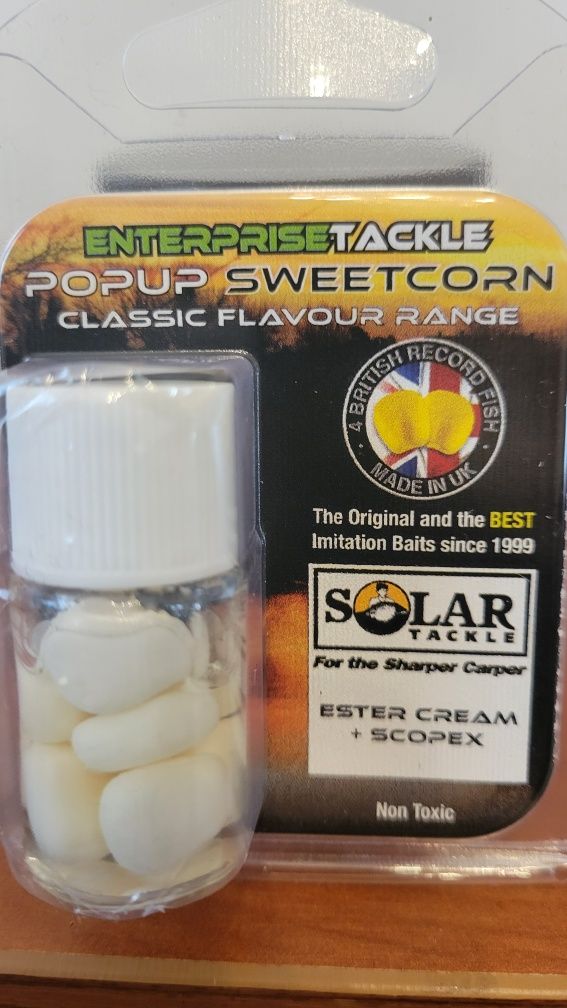 ENTERPRISETACKLE
POPUP SWEETCORN
CLASSIC FLAVOUR RANGE
4 BRITISH RECORD FISH
MADE IN UK
The Original and the BEST
Imitation Baits since 1999
SOLAR
TACKLE
For the Sharper Carper
ESTER CREAM
+ SCOPEX
Non Toxic